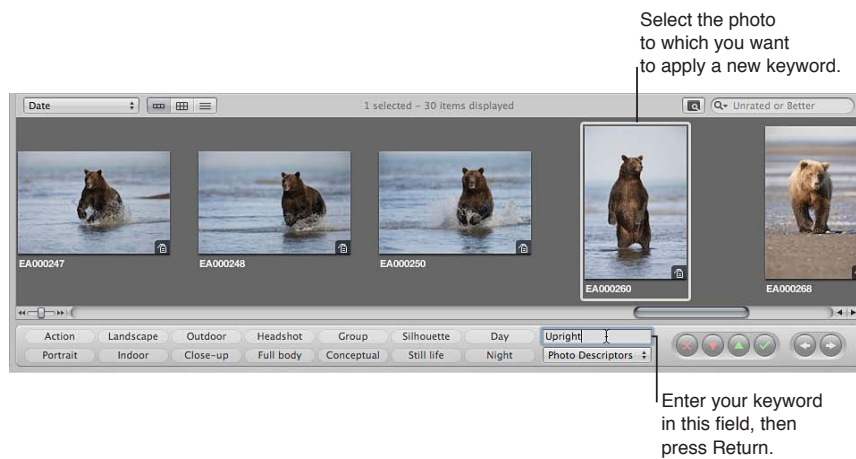 Select the photo
to which you want
to apply a new keyword.
Date
1 selected – 30 items displayed
Unrated or Better
EA000247
EA000248
EA000250
EA000260
EA000268
Action Landscape Outdoor Headshot Group Silhouette Day Upright
Portrait Indoor Close-up Full body Conceptual Still life Night Photo Descriptors
Enter your keyword
in this field, then
press Return.